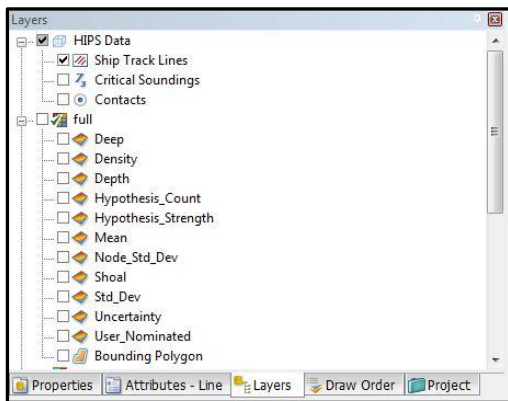 Layers
HIPS Data
Ship Track Lines
Critical Soundings
Contacts
full
Deep
Density
Depth
Hypothesis_Count
Hypothesis_Strength
Mean
Node_Std_Dev
Shoal
Std_Dev
Uncertainty
User_Nominated
Bounding Polygon
Properties Attributes - Line Layers Draw Order Project